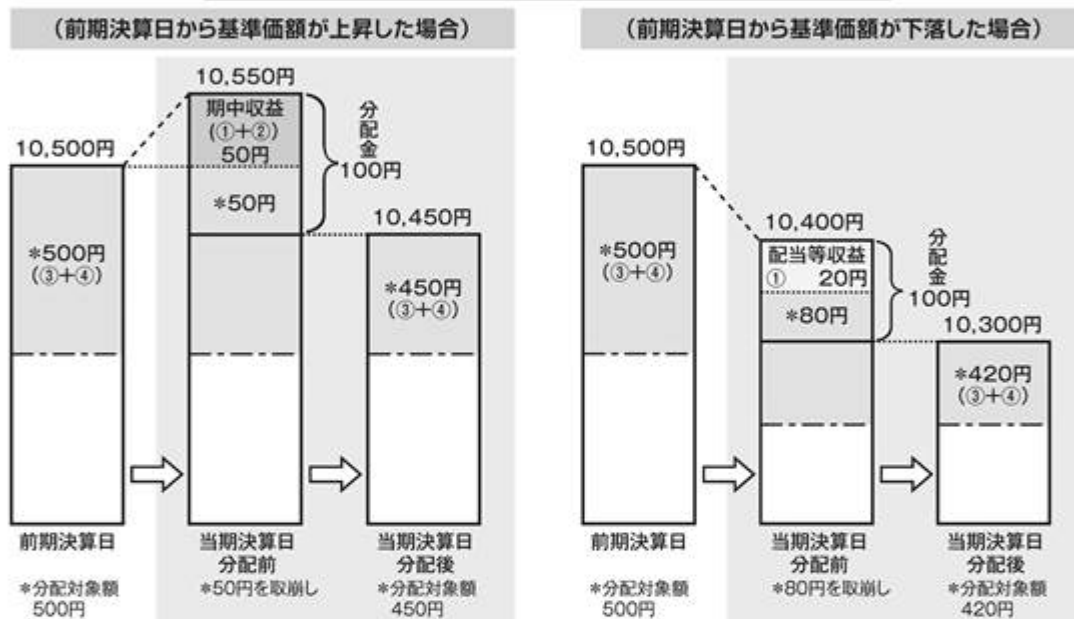 (前期決算日から基準価額が上昇した場合)
10,550円
期中収益
(①+②)
50円
分配金
100円
10,500円
*50円
10,450円
*500円
(③+④)
*450円
(③+④)
前期決算日
当期決算日
分配前
当期決算日
分配後
*分配対象額
500円
*50円を取崩し
*分配対象額
450円
(前期決算日から基準価額が下落した場合)
10,500円
*500円
(③+④)
10,400円
配当等収益
① 20円
分配金
100円
*80円
10,300円
*420円
(③+④)
前期決算日
当期決算日
分配前
当期決算日
分配後
*分配対象額
500円
*80円を取崩し
*分配対象額
420円